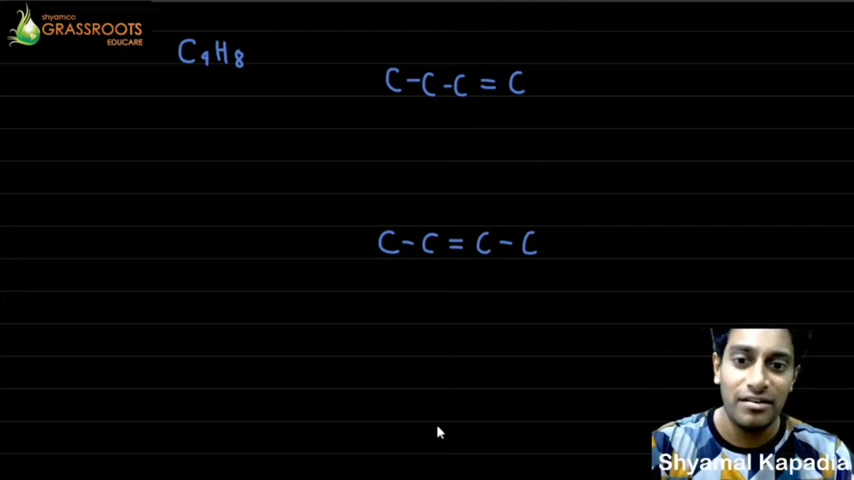 shyamco
GRASSROOTS
EDUCARE
C4H8
C-C-C=C
C-C=C-C
Shyamal Kapadia